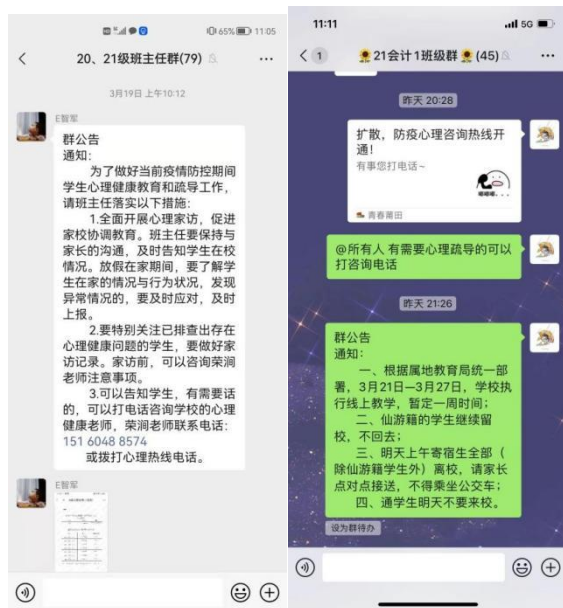 65% 11:05
20、21级班主任群(79)
3月19日 上午10:12
E智军
群公告
通知：
为了做好当前疫情防控期间
学生心理健康教育和疏导工作，
请班主任落实以下措施：
1.全面开展心理家访，促进
家校协调教育。班主任要保持与
家长的沟通，及时告知学生在校
情况。放假在家期间，要了解学
生在家的情况与行为状况，发现
异常情况的，要及时应对，及时
上报。
2.要特别关注已排查出存在
心理健康问题的学生，要做好家
访记录。家访前，可以咨询荣涧
老师注意事项。
3.可以告知学生，有需要话
的，可以打电话咨询学校的心理
健康老师，荣涧老师联系电话：
151 6048 8574
或拨打心理热线电话。
E智军
11:11
5G
1
21会计1班级群 (45)
昨天 20:28
扩散，防疫心理咨询热线开
通！
有事您打电话~
青春莆田
@所有人 有需要心理疏导的可以
打咨询电话
昨天 21:26
群公告
通知：
一、根据属地教育局统一部
署，3月21日—3月27日，学校执
行线上教学，暂定一周时间；
二、仙游籍的学生继续留
校，不回去；
三、明天上午寄宿生全部（
除仙游籍学生外）离校，请家长
点对点接送，不得乘坐公交车；
四、通学生明天不要来校。
设为群待办